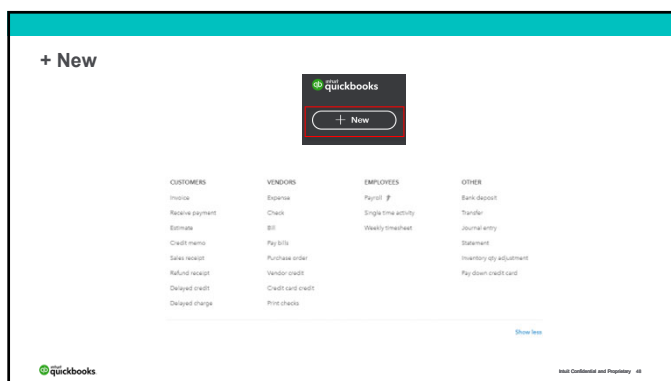 + New
intuit
quickbooks
+ New
CUSTOMERS
Invoice
Receive payment
Estimate
Credit memo
Sales receipt
Refund receipt
Delayed credit
Delayed charge
VENDORS
Expense
Check
Bill
Pay bills
Purchase order
Vendor credit
Credit card credit
Print checks
EMPLOYEES
Payroll
Single time activity
Weekly timesheet
OTHER
Bank deposit
Transfer
Journal entry
Statement
Inventory qty adjustment
Pay down credit card
Show less
intuit
quickbooks.
Intuit Confidential and Proprietary